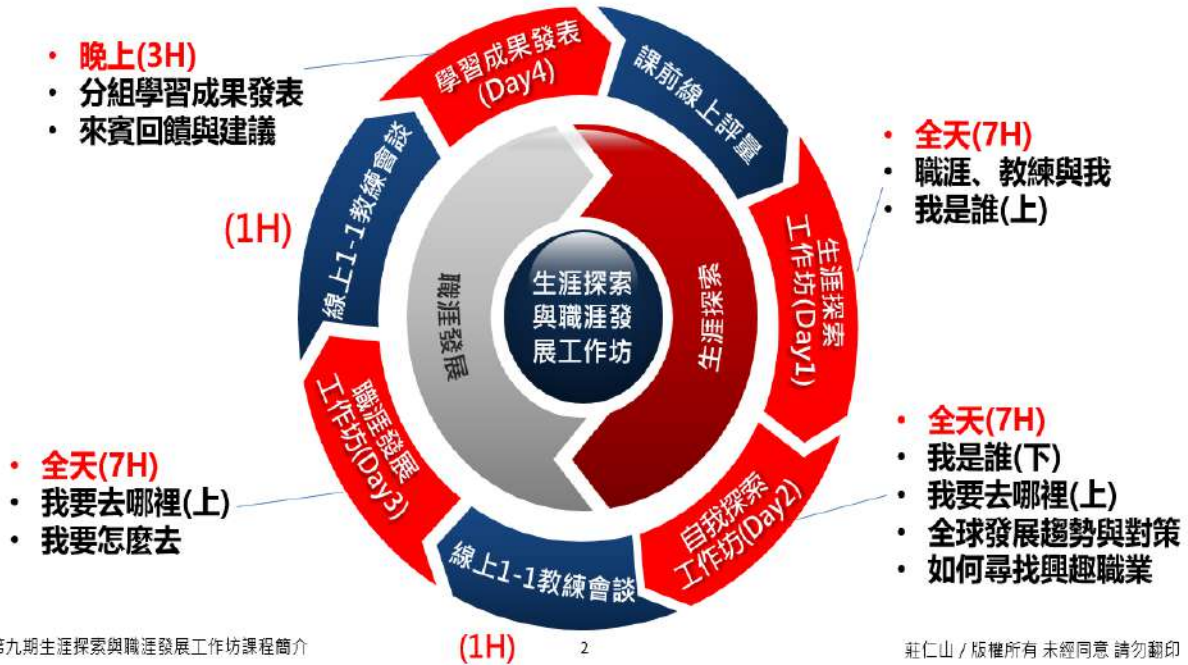 學習成果發表
(Day4)
課前線上評量
生涯探索
工作坊(Day1)
自我探索
工作坊(Day2)
線上1-1教練會談
職涯發展
工作坊(Day3)
線上1-1教練會談
生涯探索
職涯發展
生涯探索
與職涯發
展工作坊
• 晚上(3H)
• 分組學習成果發表
• 來賓回饋與建議
• 全天(7H)
• 職涯、教練與我
• 我是誰(上)
• 全天(7H)
• 我是誰(下)
• 我要去哪裡(上)
• 全球發展趨勢與對策
• 如何尋找興趣職業
(1H)
• 全天(7H)
• 我要去哪裡(上)
• 我要怎麼去
(1H)
九期生涯探索與職涯發展工作坊課程簡介
2
莊仁山 / 版權所有 未經同意 請勿翻印